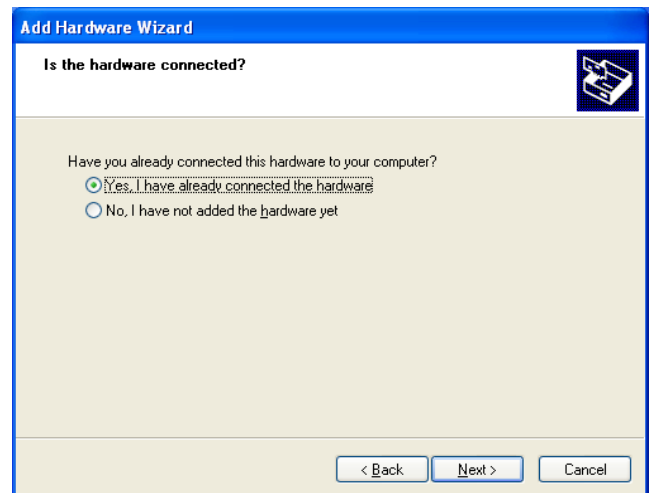 Add Hardware Wizard
Is the hardware connected?
Have you already connected this hardware to your computer?
Yes, I have already connected the hardware
No, I have not added the hardware yet
< Back Next > Cancel